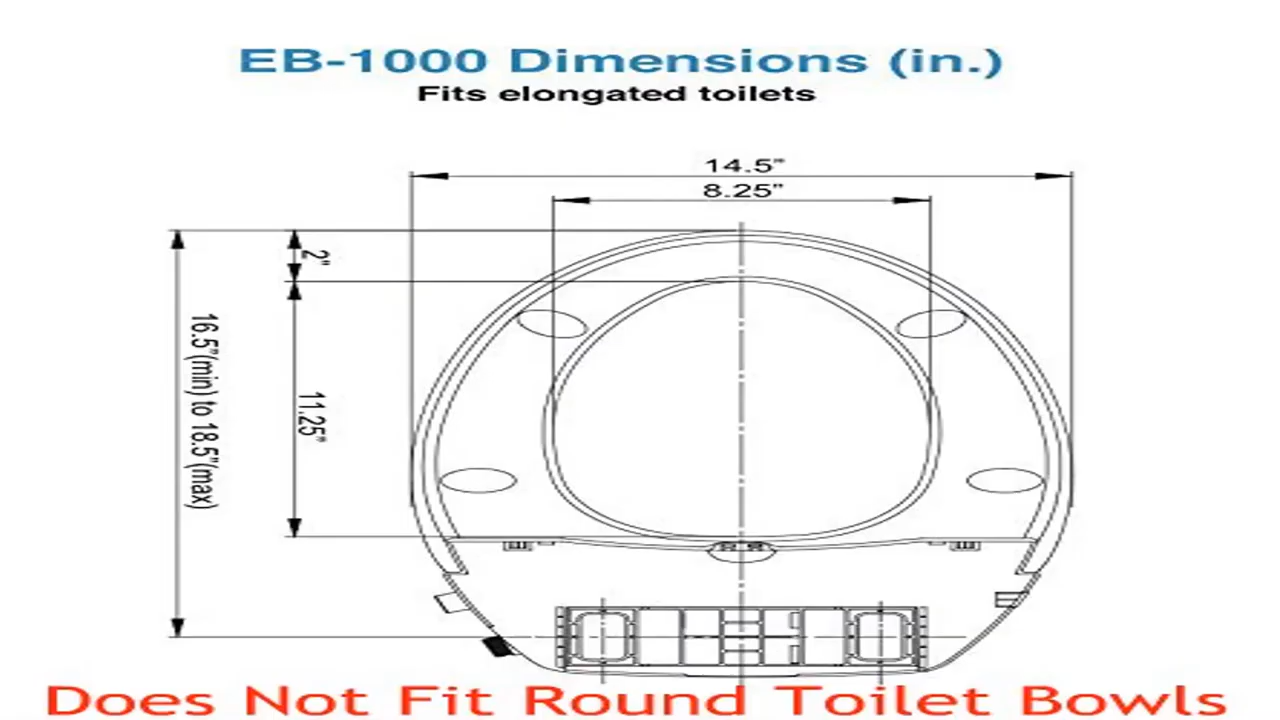 EB-1000 Dimensions (in.)
Fits elongated toilets
14.5”
8.25”
2”
11.25”
16.5”(min) to 18.5”(max)
Does Not Fit Round Toilet Bowls